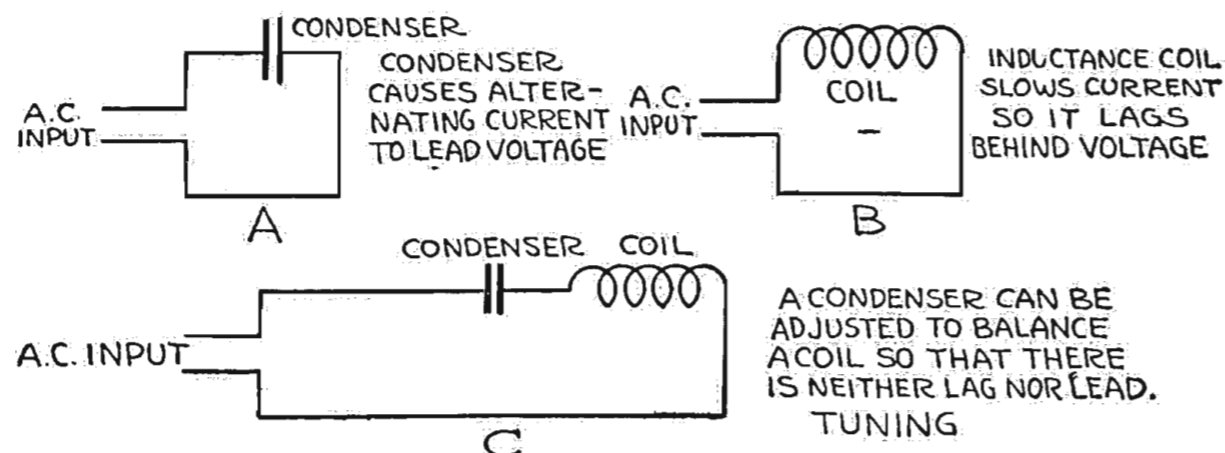 CONDENSER
CONDENSER
CAUSES ALTER-
NATING CURRENT
TO LEAD VOLTAGE
A.C.
INPUT
A
COIL
A.C.
INPUT
INDUCTANCE COIL
SLOWS CURRENT
SO IT LAGS
BEHIND VOLTAGE
B
CONDENSER COIL
A.C. INPUT
A CONDENSER CAN BE
ADJUSTED TO BALANCE
A COIL SO THAT THERE
IS NEITHER LAG NOR LEAD.
TUNING
C